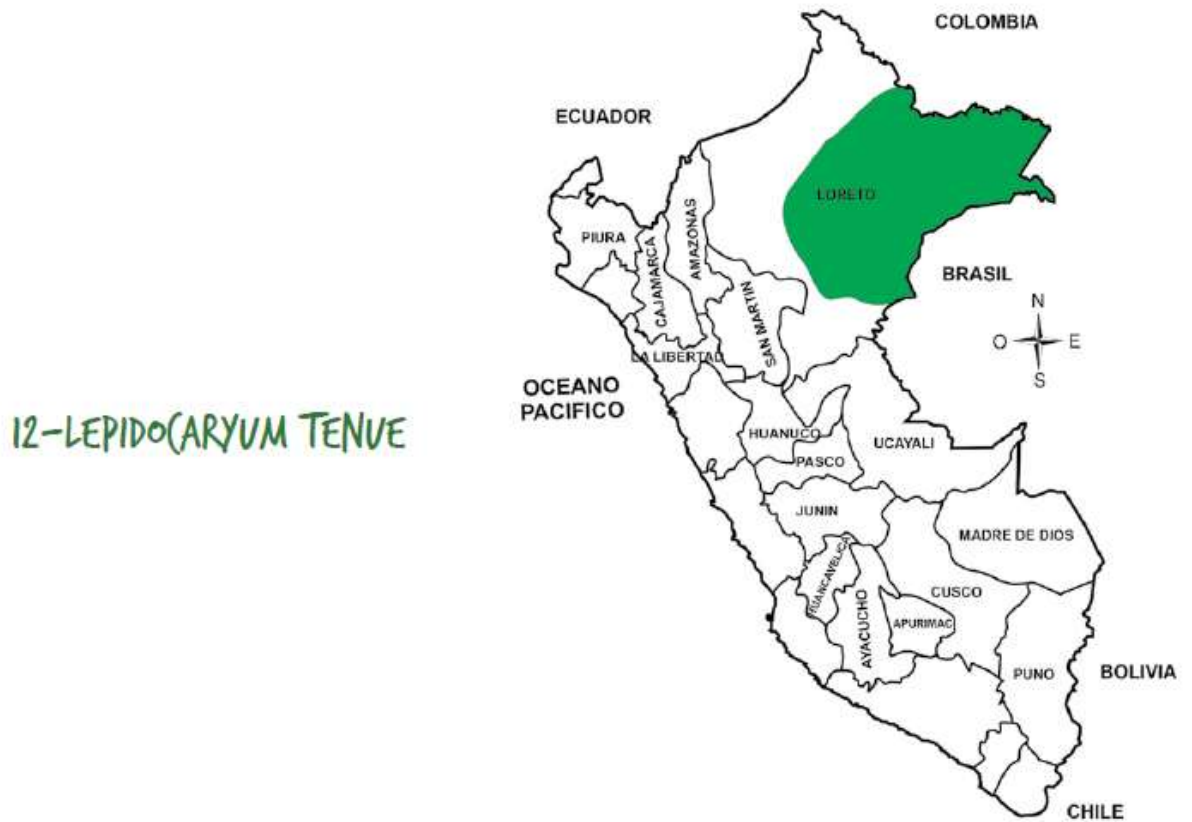 12-LEPIDOCARYUM TENUE
COLOMBIA
ECUADOR
LORETO
PIURA
AMAZONAS
CAJAMARCA
BRASIL
SAN MARTIN
N
O
E
S
LA LIBERTAD
OCEANO
PACIFICO
HUANUCO
UCAYALI
PASCO
JUNIN
MADRE DE DIOS
HUANCAVELICA
CUSCO
AYACUCHO
APURIMAC
PUNO
BOLIVIA
CHILE